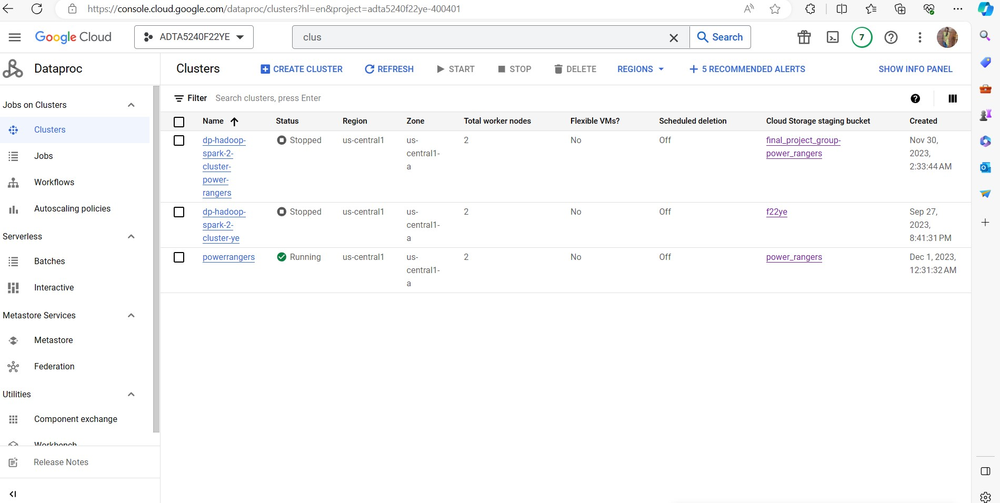 https://console.cloud.google.com/dataproc/clusters?hl=en&project=adta5240f22ye-400401
Google Cloud
ADTA5240F22YE
clus
Search
7
Dataproc
Clusters
CREATE CLUSTER
REFRESH
START
STOP
DELETE
REGIONS
5 RECOMMENDED ALERTS
SHOW INFO PANEL
Jobs on Clusters
Clusters
Jobs
Workflows
Autoscaling policies
Serverless
Batches
Interactive
Metastore Services
Metastore
Federation
Utilities
Component exchange
Workbench
Release Notes
Filter Search clusters, press Enter
Name Status Region Zone Total worker nodes Flexible VMs? Scheduled deletion Cloud Storage staging bucket Created
dp-hadoop- Stopped us-central1 us- 2 No Off final_project_group- Nov 30,
spark-2- central1- power_rangers 2023,
cluster- a 2:33:44 AM
power-
rangers
dp-hadoop- Stopped us-central1 us- 2 No Off f22ye Sep 27,
spark-2- central1- 2023,
cluster-ye a 8:41:31 PM
powerrangers Running us-central1 us- 2 No Off power_rangers Dec 1, 2023,
central1- 12:31:32 AM
a